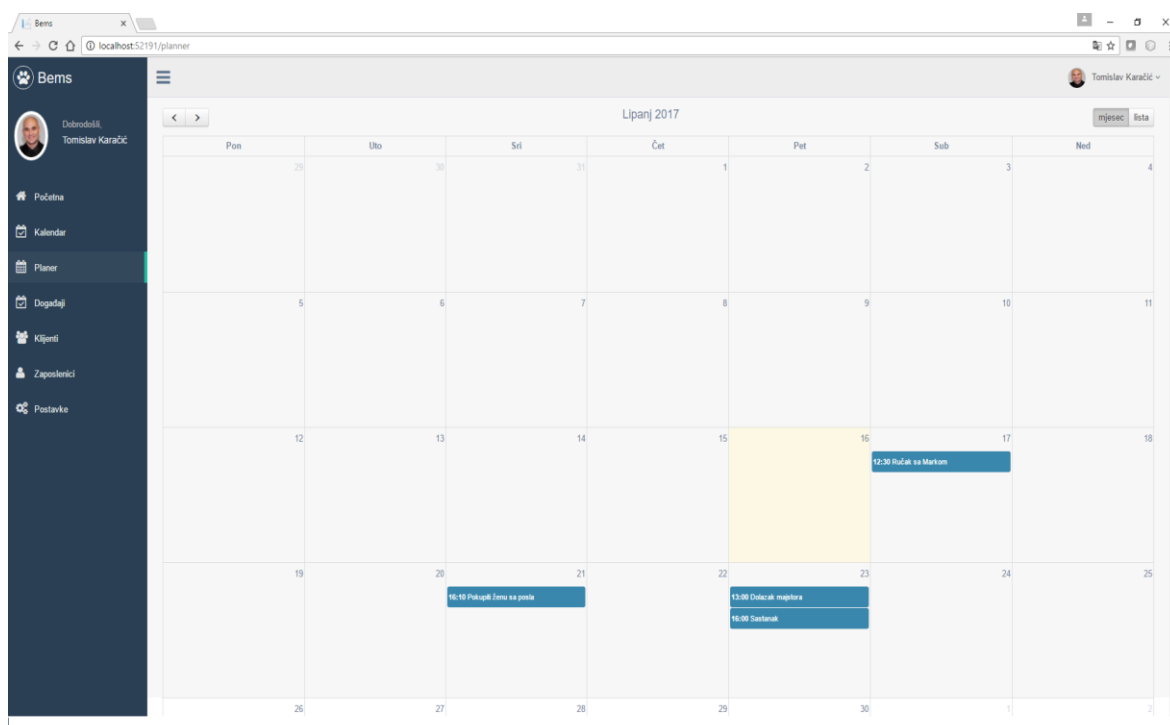 Bems
localhost:52191/planner
Bems
Tomislav Karačić
Dobrodošli,
Tomislav Karačić
Početna
Kalendar
Planer
Događaji
Klijenti
Zaposlenici
Postavke
Lipanj 2017
mjesec lista
Pon Uto Sri Čet Pet Sub Ned
29 30 31 1 2 3 4
5 6 7 8 9 10 11
12 13 14 15 16 17 18
12:30 Ručak sa Markom
19 20 21 22 23 24 25
16:10 Pokupiti ženu sa posla
13:00 Dolazak majstora
16:00 Sastanak
26 27 28 29 30 1 2